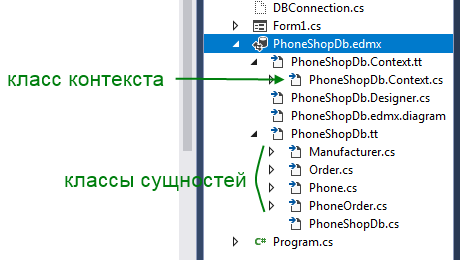 DBConnection.cs
Form1.cs
PhoneShopDb.edmx
PhoneShopDb.Context.tt
класс контекста
PhoneShopDb.Context.cs
PhoneShopDb.Designer.cs
PhoneShopDb.edmx.diagram
PhoneShopDb.tt
Manufacturer.cs
Order.cs
классы сущностей
Phone.cs
PhoneOrder.cs
PhoneShopDb.cs
C# Program.cs